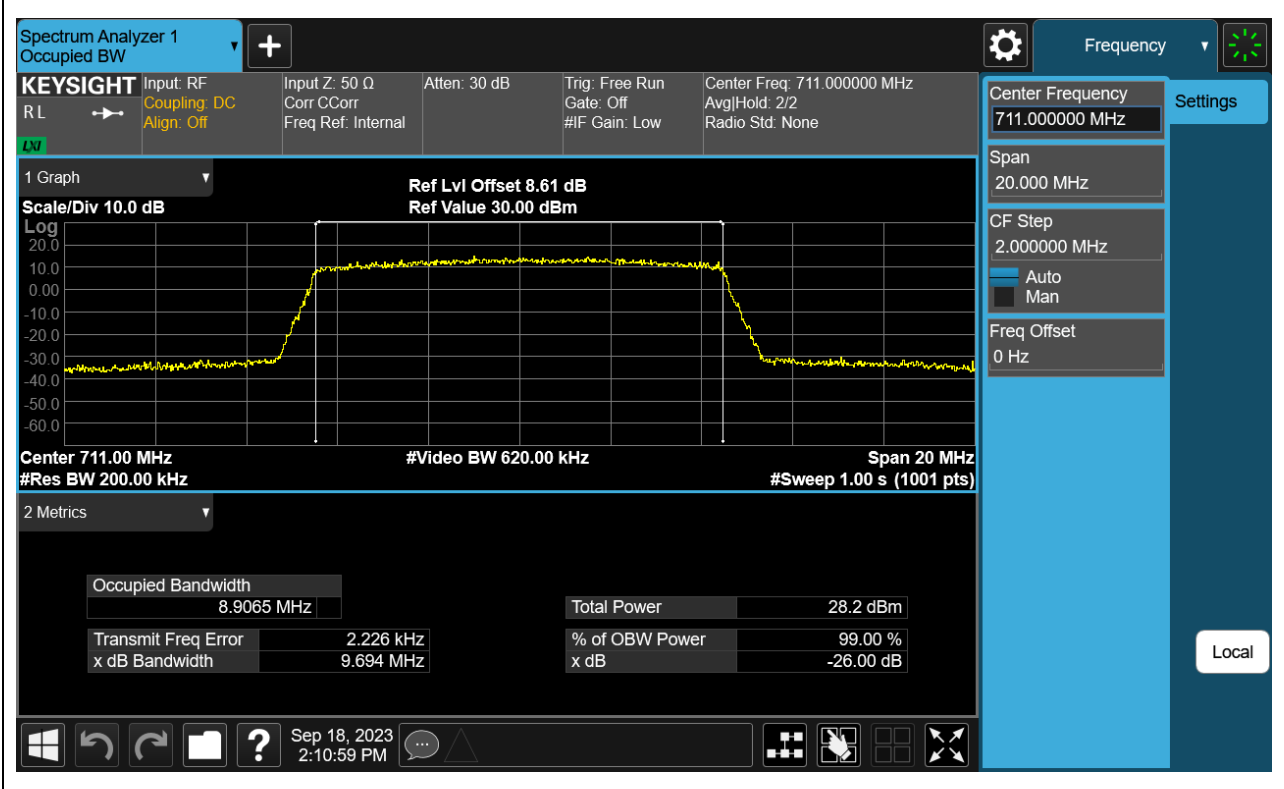 Spectrum Analyzer 1
Occupied BW
Frequency
KEYSIGHT
R L
LXI
Input: RF
Coupling: DC
Align: Off
Input Z: 50 Ω
Corr CCorr
Freq Ref: Internal
Atten: 30 dB
Trig: Free Run
Gate: Off
#IF Gain: Low
Center Freq: 711.000000 MHz
Avg|Hold: 2/2
Radio Std: None
Center Frequency
711.000000 MHz
Settings
Span
20.000 MHz
CF Step
2.000000 MHz
Auto
Man
Freq Offset
0 Hz
1 Graph
Ref Lvl Offset 8.61 dB
Scale/Div 10.0 dB
Ref Value 30.00 dBm
Log
20.0
10.0
0.00
-10.0
-20.0
-30.0
-40.0
-50.0
-60.0
Center 711.00 MHz
#Video BW 620.00 kHz
Span 20 MHz
#Res BW 200.00 kHz
#Sweep 1.00 s (1001 pts)
2 Metrics
Occupied Bandwidth
8.9065 MHz
Total Power 28.2 dBm
Transmit Freq Error 2.226 kHz
% of OBW Power 99.00 %
x dB Bandwidth 9.694 MHz
x dB -26.00 dB
Local
?
Sep 18, 2023
2:10:59 PM